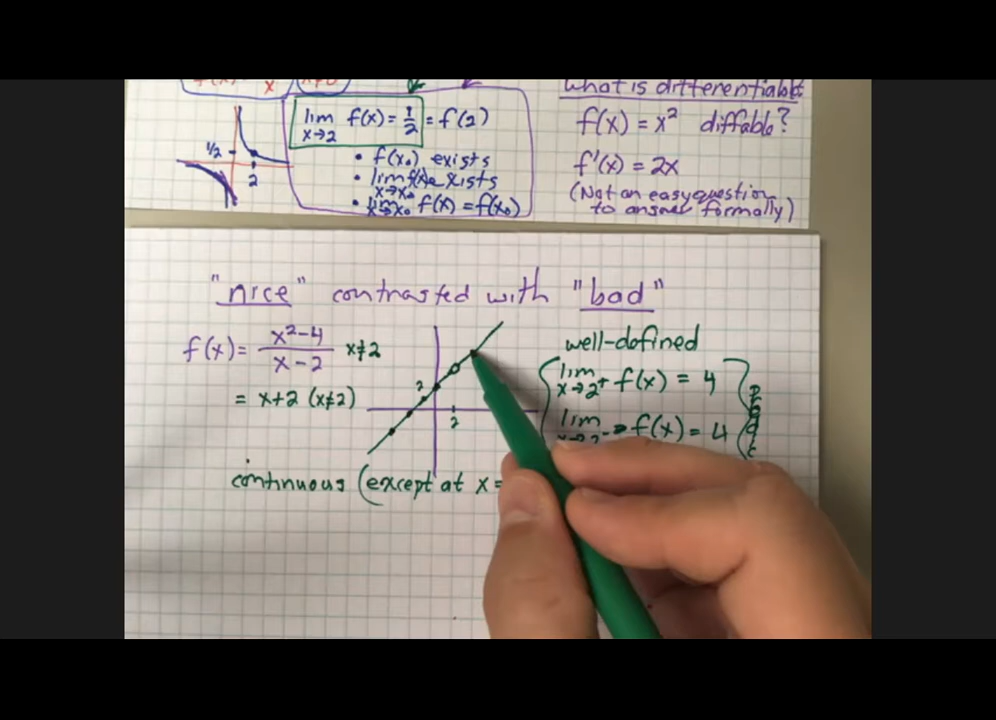 lim f(x) = 1/2 = f(2)
x→2
• f(x₀) exists
• lim f(x) exists
x→x₀
• lim f(x) = f(x₀)
x→x₀
1/2
2
What is differentiable
f(x) = x² diffable?
f'(x) = 2x
(Not an easy question
to answer formally)
"nice" contrasted with "bad"
f(x) = x²-4 / x-2 x≠2
= x+2 (x≠2)
2
2
well-defined
lim f(x) = 4
x→2⁺
lim f(x) = 4
x→2⁻
continuous (except at x =